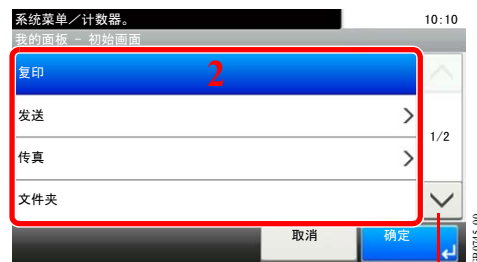 系统菜单／计数器。 10:10
我的面板 - 初始画面
复印 2
发送
传真
1/2
文件夹
取消 确定